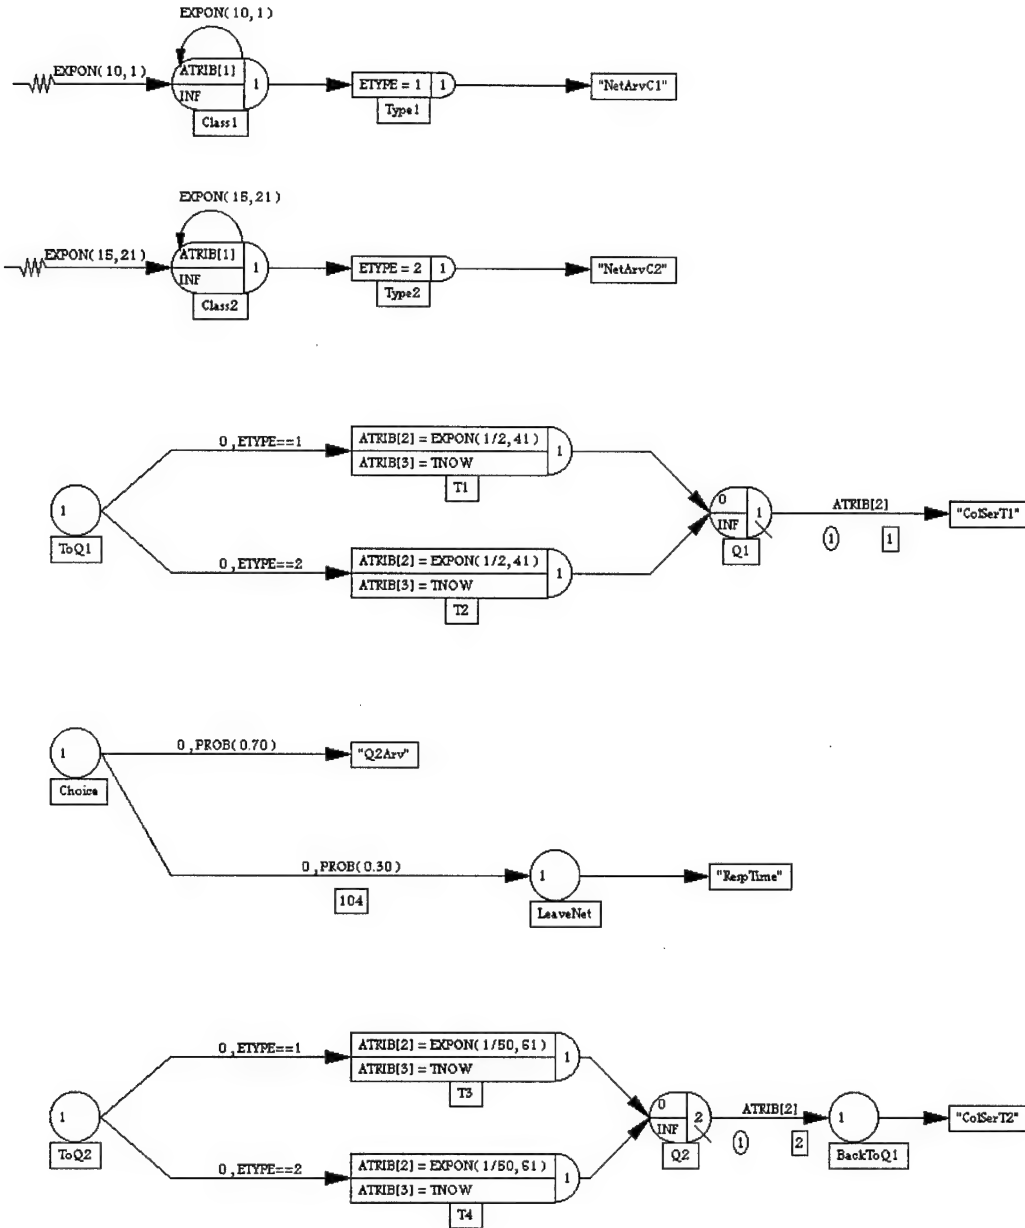 EXPON(10,1)
EXPON(10,1)
ATRIB[1]
INF
1
Class1
ETYPE = 1
1
Type1
"NetArvC1"
EXPON(15,21)
EXPON(15,21)
ATRIB[1]
INF
1
Class2
ETYPE = 2
1
Type2
"NetArvC2"
1
ToQ1
0,ETYPE==1
ATRIB[2] = EXPON(1/2,41)
ATRIB[3] = TNOW
1
T1
0,ETYPE==2
ATRIB[2] = EXPON(1/2,41)
ATRIB[3] = TNOW
1
T2
0
INF
1
Q1
ATRIB[2]
1
1
"ColSerT1"
1
Choice
0,PROB(0.70)
"Q2Arv"
0,PROB(0.30)
104
1
LeaveNet
"RespTime"
1
ToQ2
0,ETYPE==1
ATRIB[2] = EXPON(1/50,61)
ATRIB[3] = TNOW
1
T3
0,ETYPE==2
ATRIB[2] = EXPON(1/50,61)
ATRIB[3] = TNOW
1
T4
0
INF
2
Q2
ATRIB[2]
1
2
1
BackToQ1
"ColSerT2"